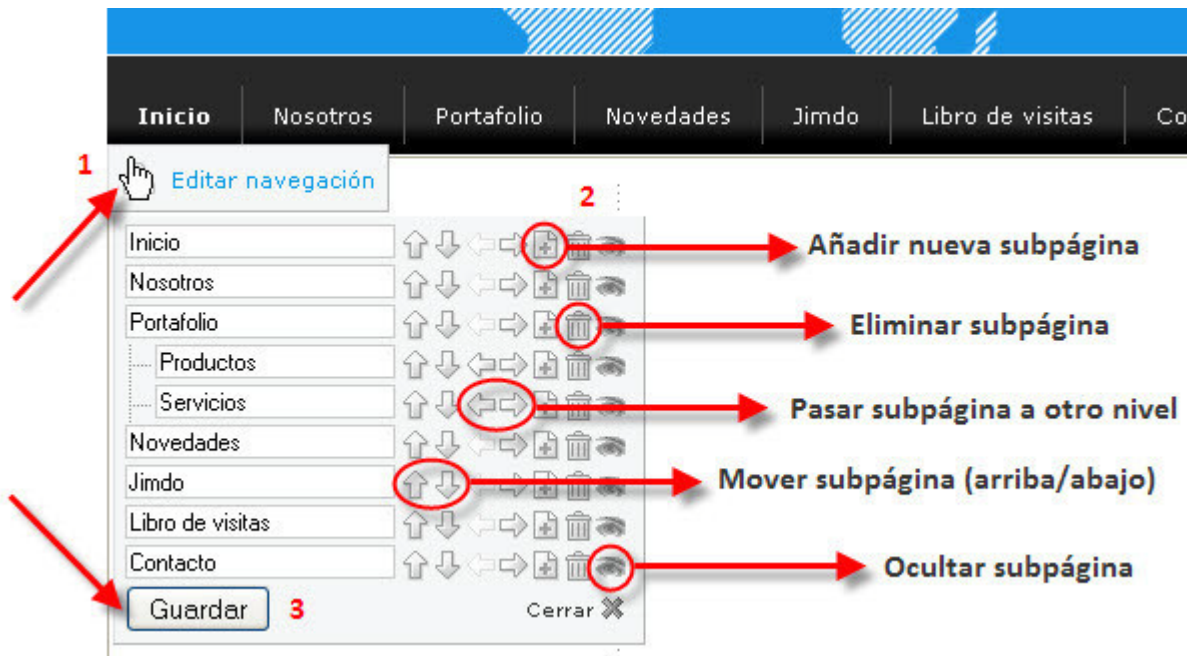 Inicio Nosotros Portafolio Novedades Jimdo Libro de visitas Co
1 Editar navegación
2
Inicio
Añadir nueva subpágina
Nosotros
Portafolio
Eliminar subpágina
Productos
Servicios
Pasar subpágina a otro nivel
Novedades
Jimdo
Mover subpágina (arriba/abajo)
Libro de visitas
Contacto
Ocultar subpágina
Guardar 3 Cerrar